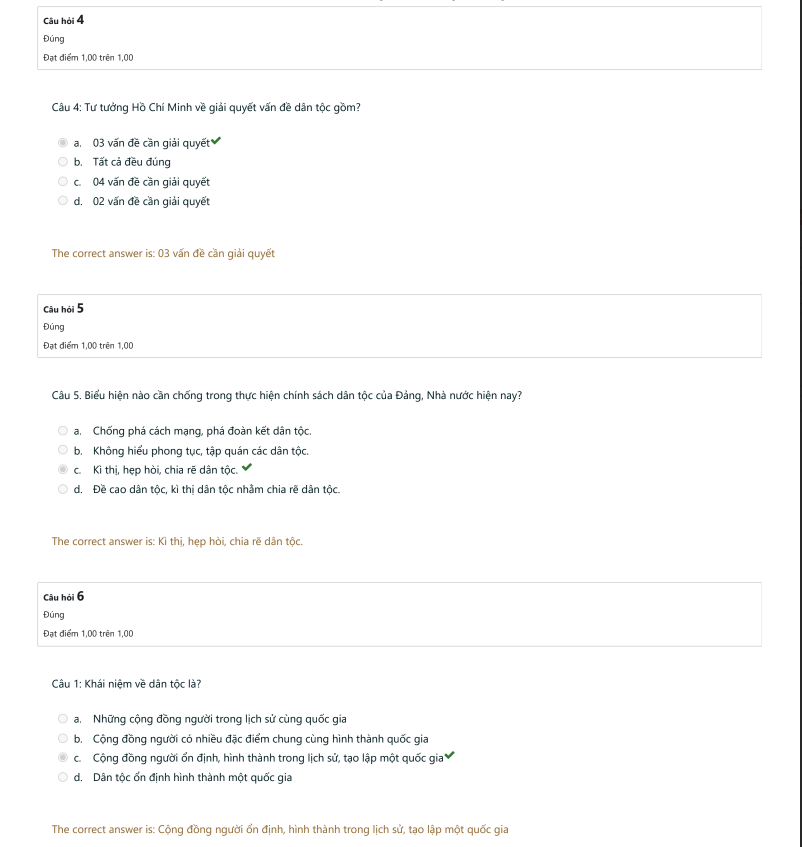 Câu hỏi 4
Đúng
Đạt điểm 1,00 trên 1,00
Câu 4: Tư tưởng Hồ Chí Minh về giải quyết vấn đề dân tộc gồm?
a. 03 vấn đề cần giải quyết
b. Tất cả đều đúng
c. 04 vấn đề cần giải quyết
d. 02 vấn đề cần giải quyết
The correct answer is: 03 vấn đề cần giải quyết
Câu hỏi 5
Đúng
Đạt điểm 1,00 trên 1,00
Câu 5. Biểu hiện nào cần chống trong thực hiện chính sách dân tộc của Đảng, Nhà nước hiện nay?
a. Chống phá cách mạng, phá đoàn kết dân tộc.
b. Không hiểu phong tục, tập quán các dân tộc.
c. Kì thị, hẹp hòi, chia rẽ dân tộc.
d. Đề cao dân tộc, kì thị dân tộc nhằm chia rẽ dân tộc.
The correct answer is: Kì thị, hẹp hòi, chia rẽ dân tộc.
Câu hỏi 6
Đúng
Đạt điểm 1,00 trên 1,00
Câu 1: Khái niệm về dân tộc là?
a. Những cộng đồng người trong lịch sử cùng quốc gia
b. Cộng đồng người có nhiều đặc điểm chung cùng hình thành quốc gia
c. Cộng đồng người ổn định, hình thành trong lịch sử, tạo lập một quốc gia
d. Dân tộc ổn định hình thành một quốc gia
The correct answer is: Cộng đồng người ổn định, hình thành trong lịch sử, tạo lập một quốc gia